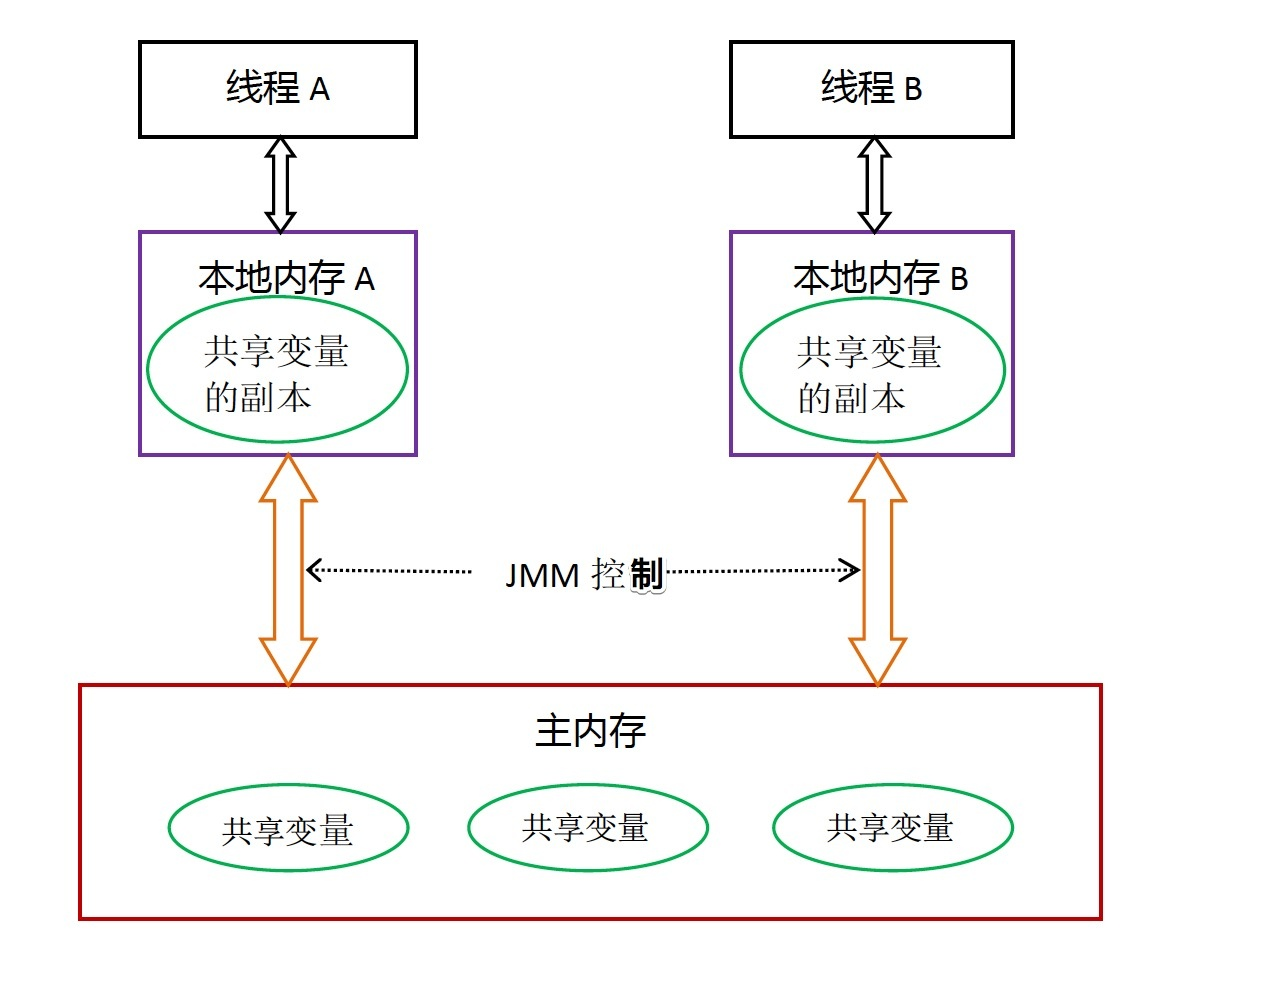 线程 A
线程 B
本地内存 A
共享变量
的副本
本地内存 B
共享变量
的副本
JMM 控制
主内存
共享变量
共享变量
共享变量